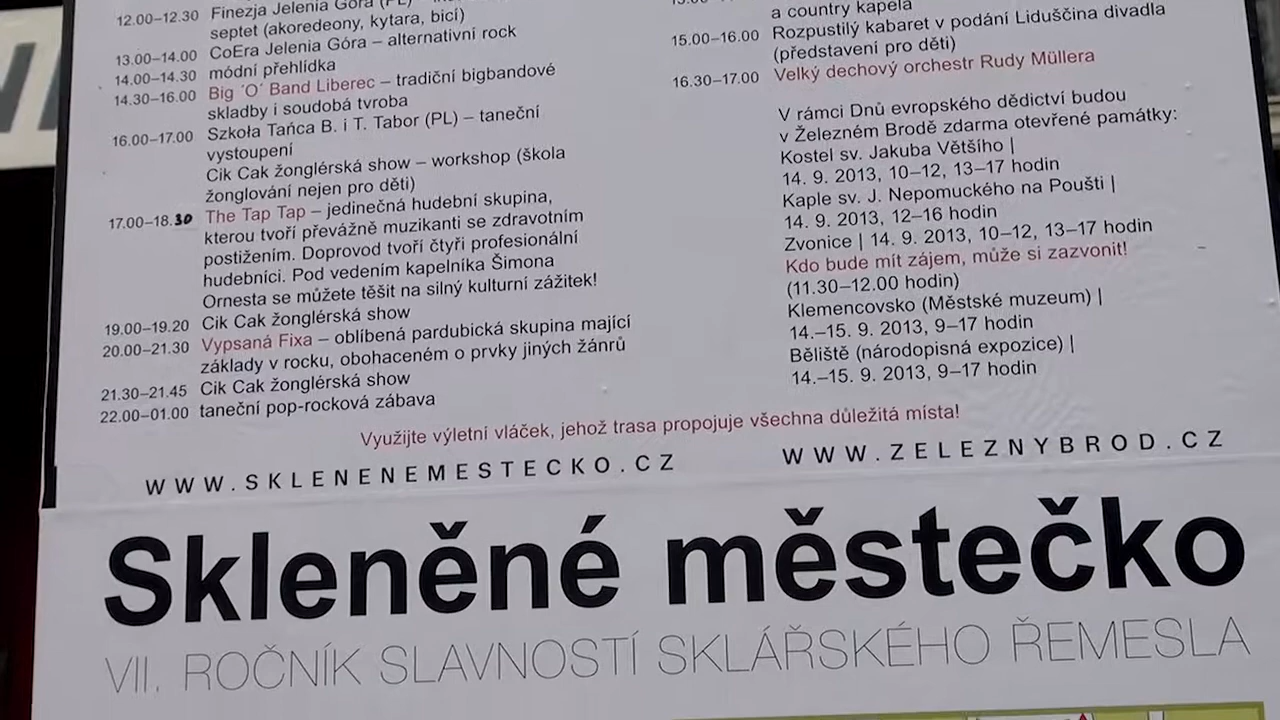 12.00–12.30 Finezja Jelenia Góra (PL) –
septet (akoredeony, kytara, bicí)
13.00–14.00 CoEra Jelenia Góra – alternativní rock
14.00–14.30 módní přehlídka
14.30–16.00 Big ´O´ Band Liberec – tradiční bigbandové
skladby i soudobá tvroba
16.00–17.00 Szkoła Tańca B. i T. Tabor (PL) – taneční
vystoupení
Cik Cak žonglérská show – workshop (škola
žonglování nejen pro děti)
17.00–18.30 The Tap Tap – jedinečná hudební skupina,
kterou tvoří převážně muzikanti se zdravotním
postižením. Doprovod tvoří čtyři profesionální
hudebníci. Pod vedením kapelníka Šimona
Ornesta se můžete těšit na silný kulturní zážitek!
19.00–19.20 Cik Cak žonglérská show
20.00–21.30 Vypsaná Fixa – oblíbená pardubická skupina mající
základy v rocku, obohaceném o prvky jiných žánrů
21.30–21.45 Cik Cak žonglérská show
22.00–01.00 taneční pop-rocková zábava
a country kapela
15.00–16.00 Rozpustilý kabaret v podání Liduščina divadla
(představení pro děti)
16.30–17.00 Velký dechový orchestr Rudy Müllera
V rámci Dnů evropského dědictví budou
v Železném Brodě zdarma otevřené památky:
Kostel sv. Jakuba Většího |
14. 9. 2013, 10–12, 13–17 hodin
Kaple sv. J. Nepomuckého na Poušti |
14. 9. 2013, 12–16 hodin
Zvonice | 14. 9. 2013, 10–12, 13–17 hodin
Kdo bude mít zájem, může si zazvonit!
(11.30–12.00 hodin)
Klemencovsko (Městské muzeum) |
14.–15. 9. 2013, 9–17 hodin
Běliště (národopisná expozice) |
14.–15. 9. 2013, 9–17 hodin
Využijte výletní vláček, jehož trasa propojuje všechna důležitá místa!
WWW.SKLENENEMESTECKO.CZ
WWW.ZELEZNYBROD.CZ
Skleněné městečko
VII. ROČNÍK SLAVNOSTÍ SKLÁŘSKÉHO ŘEMESLA